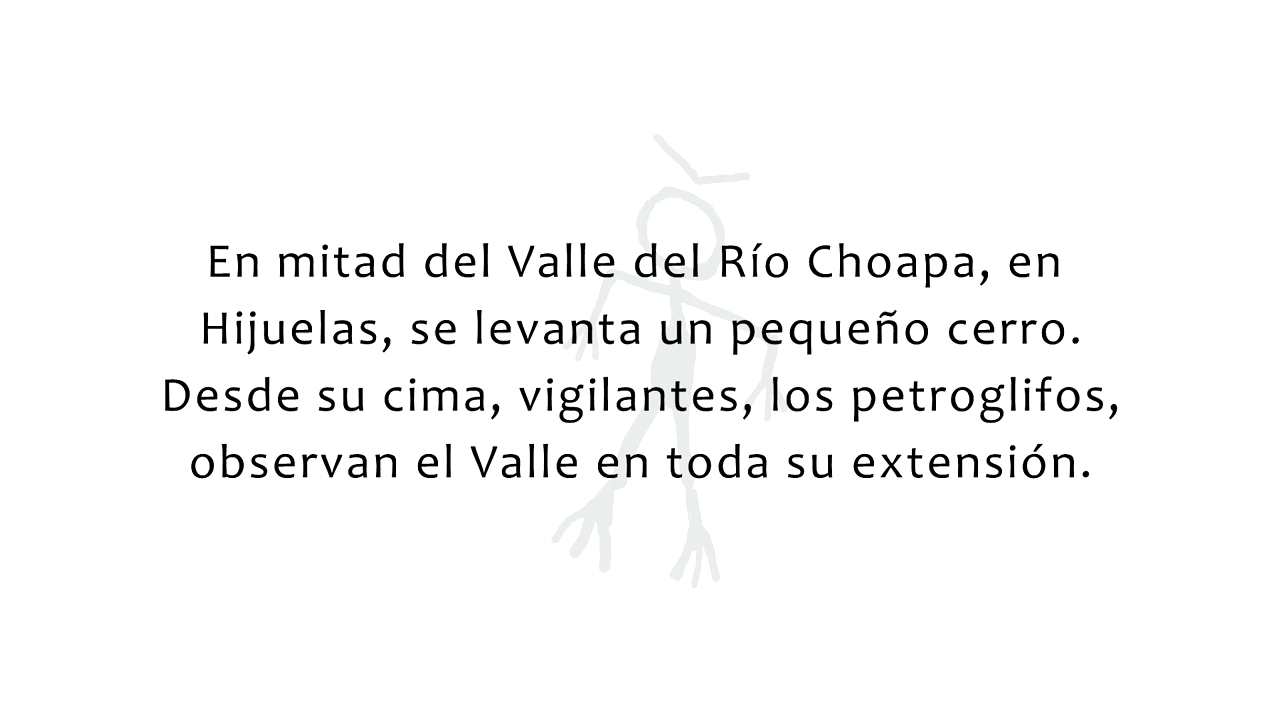 En mitad del Valle del Río Choapa, en
Hijuelas, se levanta un pequeño cerro.
Desde su cima, vigilantes, los petroglifos,
observan el Valle en toda su extensión.